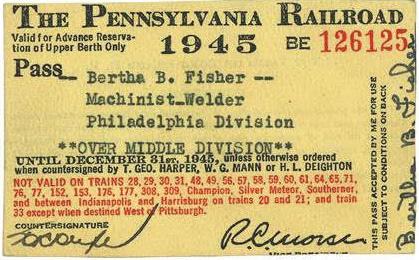 THE PENNSYLVANIA RAILROAD
Valid for Advance Reserva-
tion of Upper Berth Only
1945
BE 126125
Pass-- Bertha B. Fisher --
Machinist-Welder
Philadelphia Division
**OVER MIDDLE DIVISION**
UNTIL DECEMBER 31ST, 1945, unless otherwise ordered
when countersigned by T. GEO. HARPER, W. G. MANN or H. L. DEIGHTON
NOT VALID ON TRAINS 28, 29, 30, 31, 48, 49, 56, 57, 58, 59, 60, 61, 64, 65, 71,
76, 77, 152, 153, 176, 177, 308, 309, Champion, Silver Meteor, Southerner,
and between Indianapolis and Harrisburg on trains 20 and 21; and train
33 except when destined West of Pittsburgh.
COUNTERSIGNATURE
THIS PASS ACCEPTED BY ME FOR USE
SUBJECT TO CONDITIONS ON BACK
Bertha B. Fisher